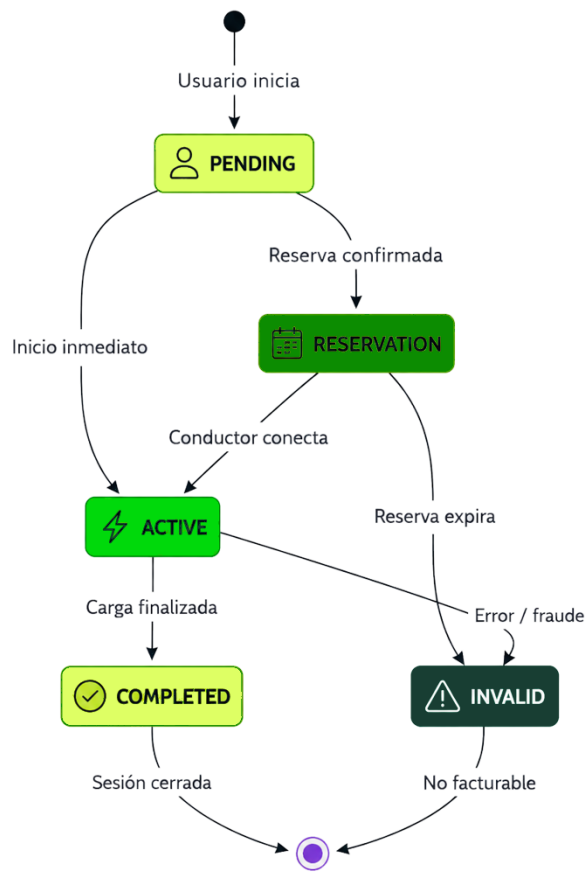 Usuario inicia
PENDING
Reserva confirmada
RESERVATION
Inicio inmediato
Conductor conecta
ACTIVE
Reserva expira
Carga finalizada
Error / fraude
COMPLETED
INVALID
Sesión cerrada
No facturable